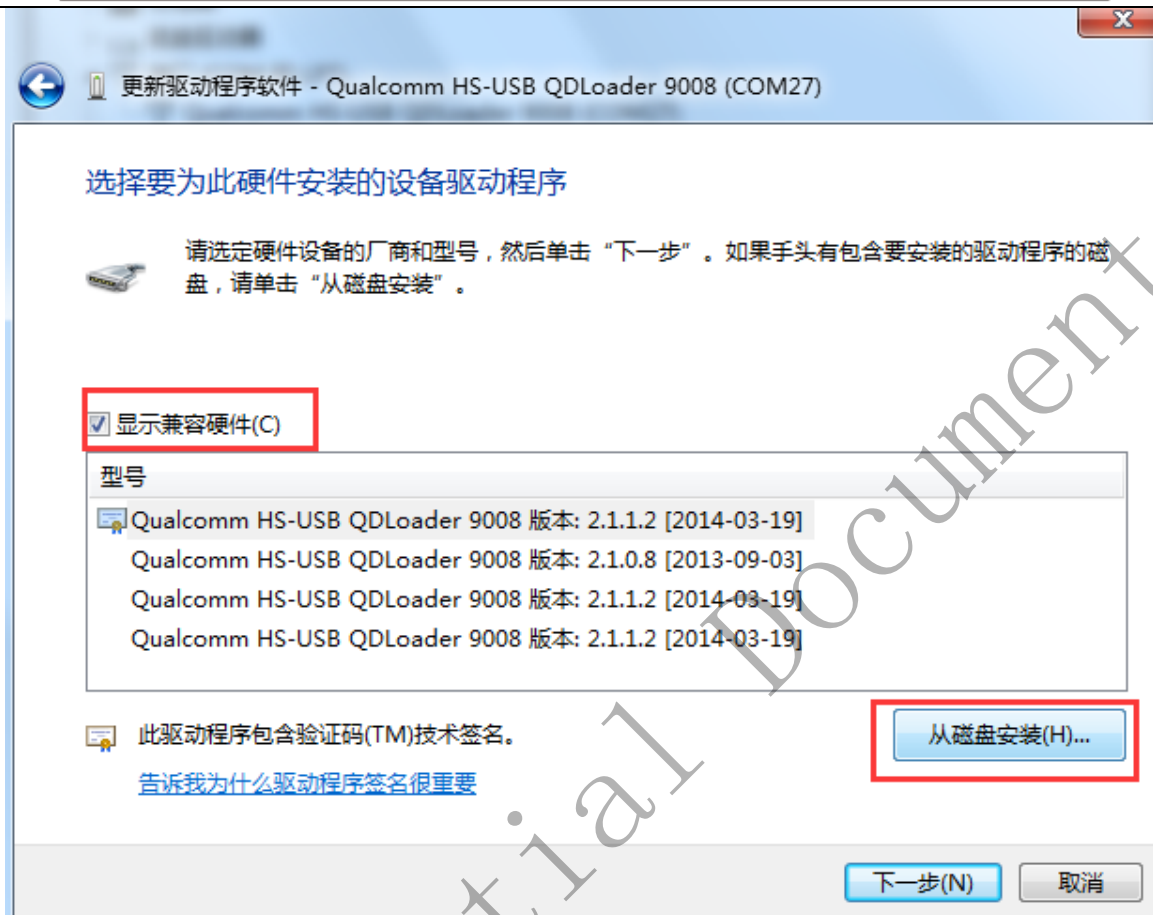 更新驱动程序软件 - Qualcomm HS-USB QDLoader 9008 (COM27)
选择要为此硬件安装的设备驱动程序
请选定硬件设备的厂商和型号，然后单击“下一步”。如果手头有包含要安装的驱动程序的磁
盘，请单击“从磁盘安装”。
显示兼容硬件(C)
型号
Qualcomm HS-USB QDLoader 9008 版本: 2.1.1.2 [2014-03-19]
Qualcomm HS-USB QDLoader 9008 版本: 2.1.0.8 [2013-09-03]
Qualcomm HS-USB QDLoader 9008 版本: 2.1.1.2 [2014-03-19]
Qualcomm HS-USB QDLoader 9008 版本: 2.1.1.2 [2014-03-19]
此驱动程序包含验证码(TM)技术签名。
从磁盘安装(H)...
告诉我为什么驱动程序签名很重要
下一步(N)
取消
tial Document